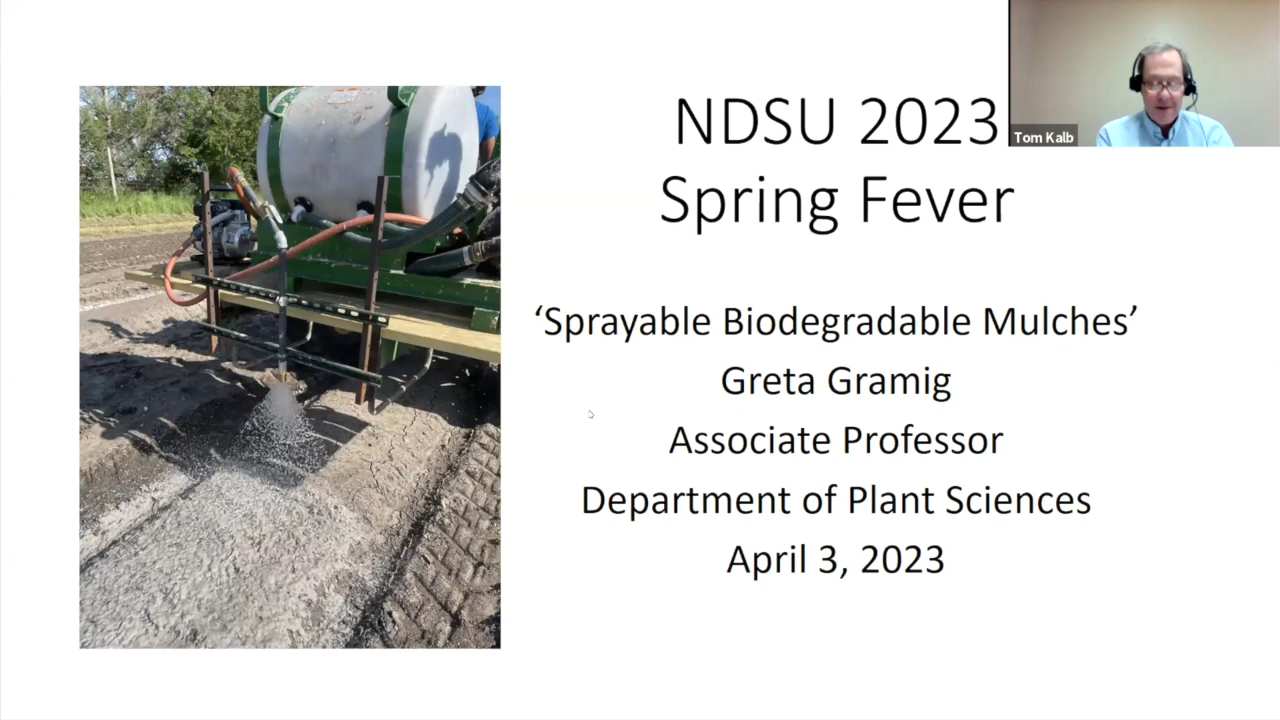 NDSU 2023
Spring Fever
Tom Kalb
‘Sprayable Biodegradable Mulches’
Greta Gramig
Associate Professor
Department of Plant Sciences
April 3, 2023